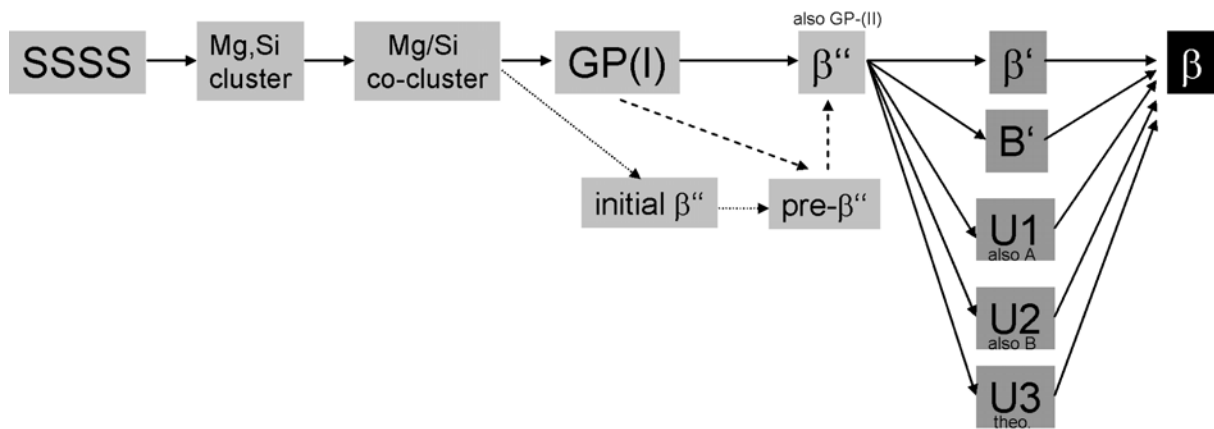 also GP-(II)
SSSS
Mg,Si
cluster
Mg/Si
co-cluster
GP(I)
β“
β‘
β
B‘
initial β“
pre-β“
U1
also A
U2
also B
U3
theo.